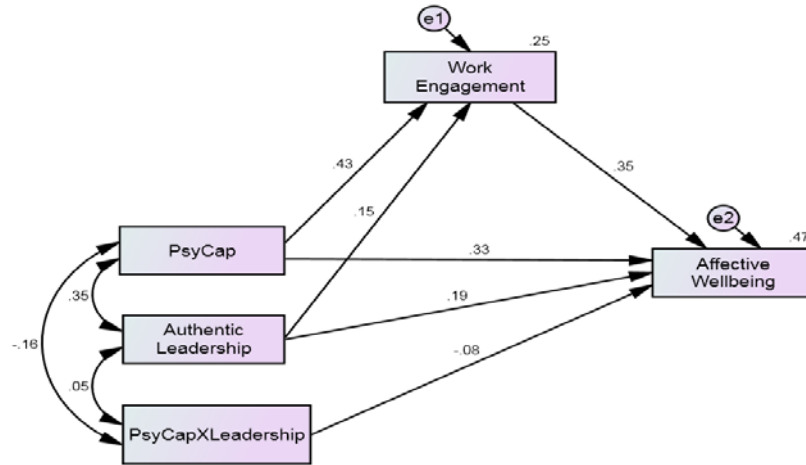 e1
.25
Work
Engagement
.43
.15
.35
e2
.47
PsyCap
.33
Affective
Wellbeing
.35
.19
-.16
Authentic
Leadership
-.08
.05
PsyCapXLeadership